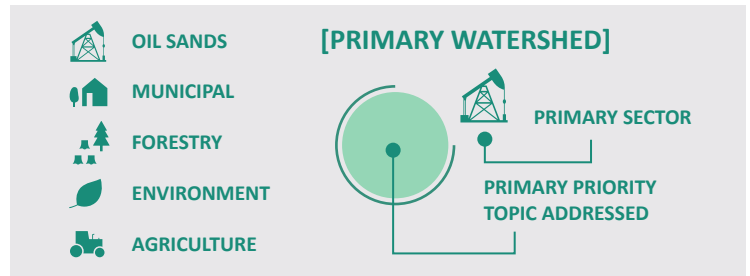 OIL SANDS
MUNICIPAL
FORESTRY
ENVIRONMENT
AGRICULTURE
[PRIMARY WATERSHED]
PRIMARY SECTOR
PRIMARY PRIORITY
TOPIC ADDRESSED